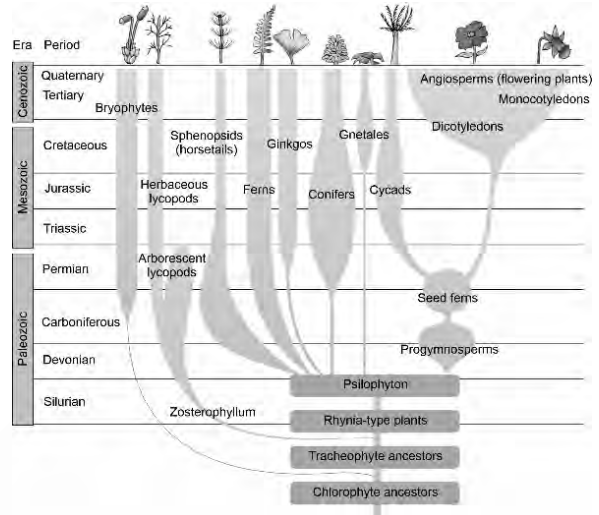 Era Period
Quaternary
Tertiary
Cretaceous
Jurassic
Triassic
Permian
Carboniferous
Devonian
Silurian
Cenozoic
Mesozoic
Paleozoic
Bryophytes
Herbaceous
lycopods
Arborescent
lycopods
Zosterophyllum
Sphenopsids
(horsetails)
Ferns
Ginkgos
Conifers
Gnetales
Cycads
Angiosperms (flowering plants)
Monocotyledons
Dicotyledons
Seed ferns
Progymnosperms
Psilophyton
Rhynia-type plants
Tracheophyte ancestors
Chlorophyte ancestors